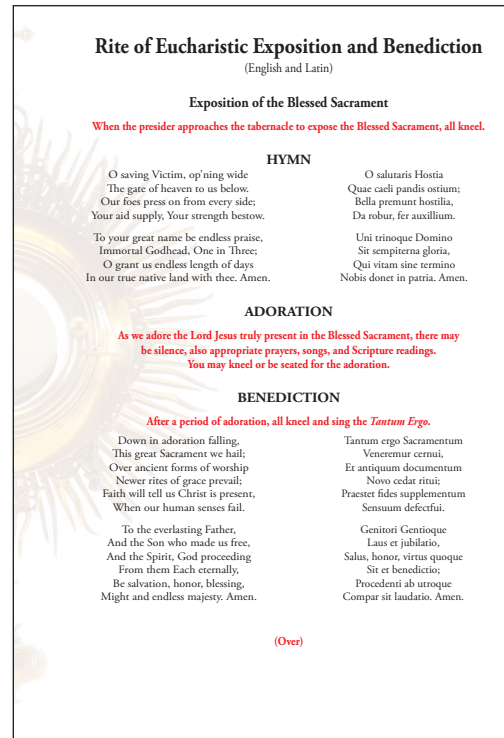 Rite of Eucharistic Exposition and Benediction
(English and Latin)
Exposition of the Blessed Sacrament
When the presider approaches the tabernacle to expose the Blessed Sacrament, all kneel.
HYMN
O saving Victim, op'ning wide
The gate of heaven to us below.
Our foes press on from every side;
Your aid supply, Your strength bestow.
To your great name be endless praise,
Immortal Godhead, One in Three;
O grant us endless length of days
In our true native land with thee. Amen.
O salutaris Hostia
Quae caeli pandis ostium;
Bella premunt hostilia,
Da robur, fer auxillium.
Uni trinoque Domino
Sit sempiterna gloria,
Qui vitam sine termino
Nobis donet in patria. Amen.
ADORATION
As we adore the Lord Jesus truly present in the Blessed Sacrament, there may
be silence, also appropriate prayers, songs, and Scripture readings.
You may kneel or be seated for the adoration.
BENEDICTION
After a period of adoration, all kneel and sing the Tantum Ergo.
Down in adoration falling,
This great Sacrament we hail;
Over ancient forms of worship
Newer rites of grace prevail;
Faith will tell us Christ is present,
When our human senses fail.
To the everlasting Father,
And the Son who made us free,
And the Spirit, God proceeding
From them Each eternally,
Be salvation, honor, blessing,
Might and endless majesty. Amen.
Tantum ergo Sacramentum
Veneremur cernui,
Et antiquum documentum
Novo cedat ritui;
Praestet fides supplementum
Sensuum defectfui.
Genitori Gentioque
Laus et jubilatio,
Salus, honor, virtus quoque
Sit et benedictio;
Procedenti ab utroque
Compar sit laudatio. Amen.
(Over)